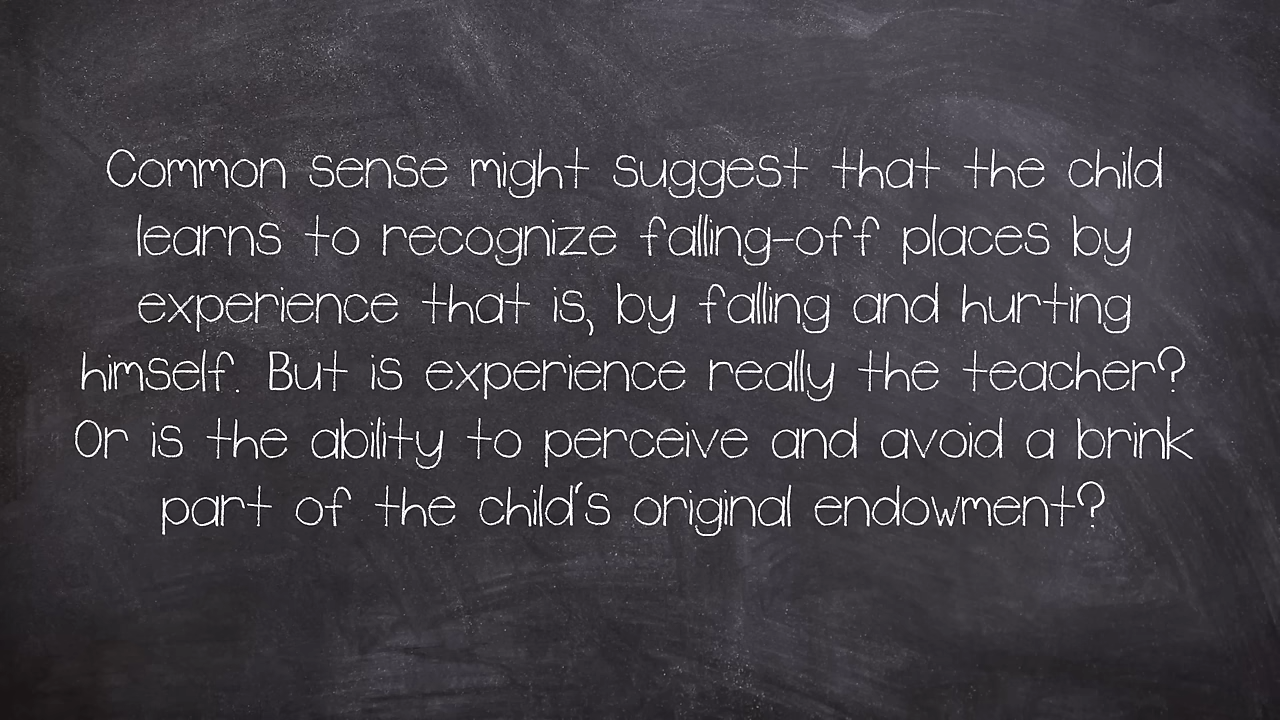 Common sense might suggest that the child
learns to recognize falling-off places by
experience that is, by falling and hurting
himself. But is experience really the teacher?
Or is the ability to perceive and avoid a brink
part of the child's original endowment?